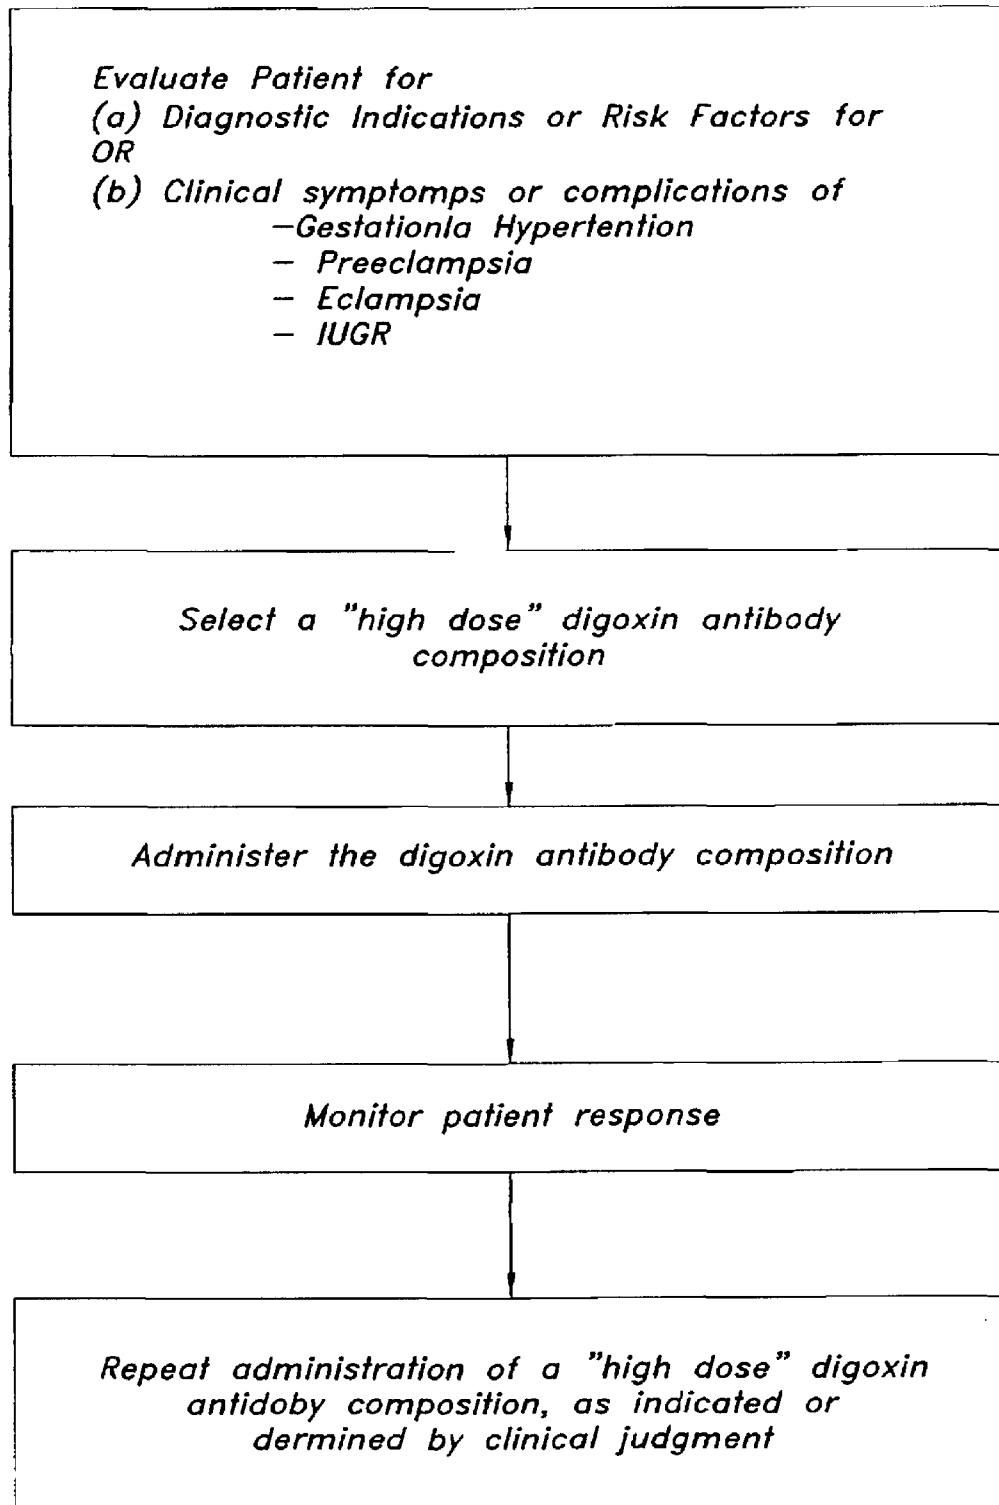 Evaluate Patient for
(a) Diagnostic Indications or Risk Factors for
OR
(b) Clinical symptomps or complications of
—Gestationla Hypertention
— Preeclampsia
— Eclampsia
— IUGR
Select a "high dose" digoxin antibody
composition
Administer the digoxin antibody composition
Monitor patient response
Repeat administration of a "high dose" digoxin
antidoby composition, as indicated or
dermined by clinical judgment